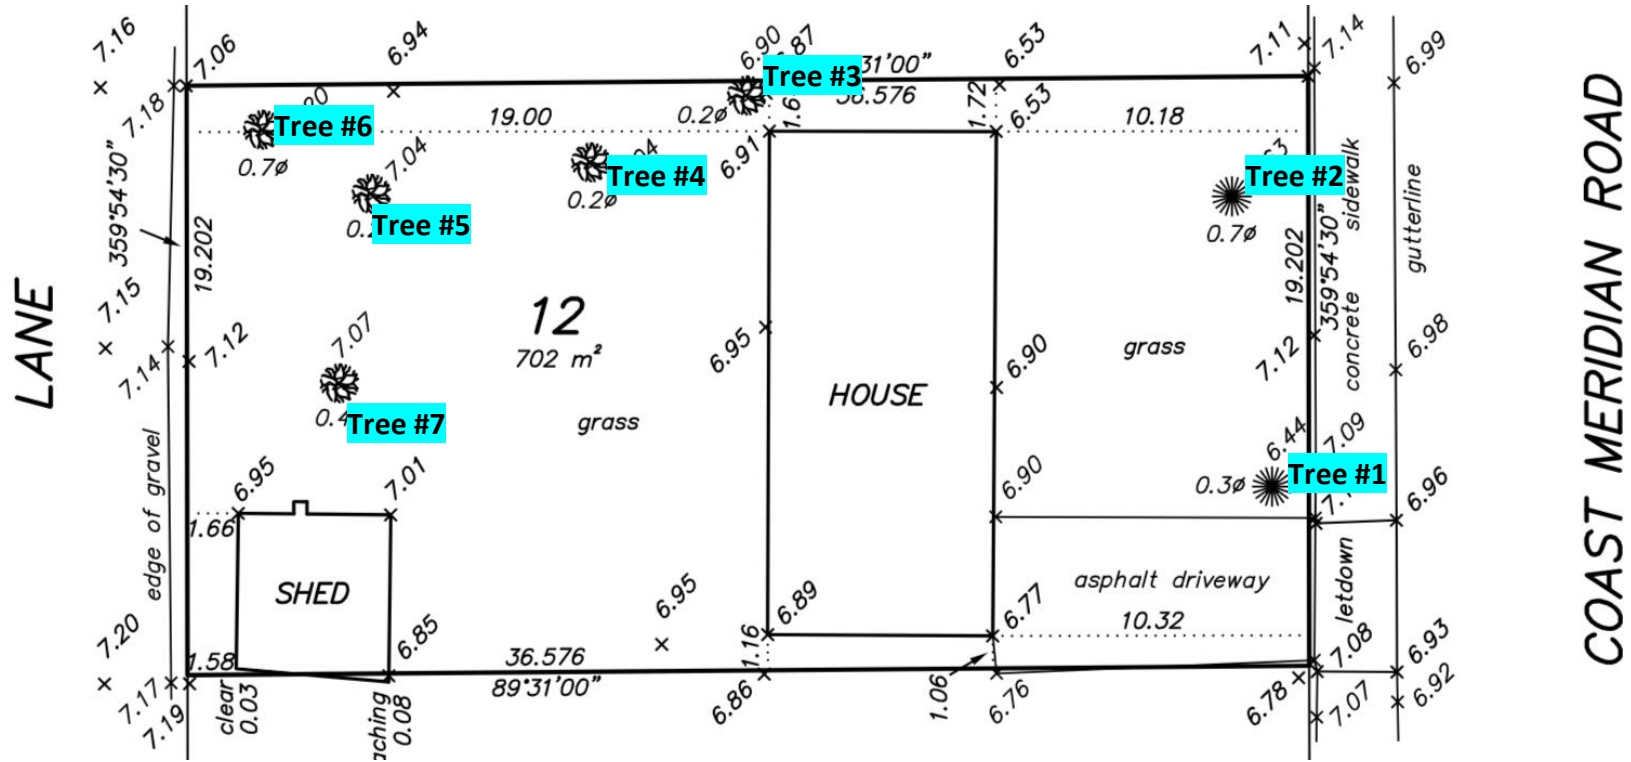 7.16
7.06
6.94
6.90
6.53
7.11
7.14
6.99
Tree #3
31'00"
36.576
7.18
Tree #6
19.00
0.2ø
1.72
6.53
10.18
0.7ø
7.04
Tree #4
6.91
Tree #2
0.2ø
Tree #5
0.7ø
359°54'30"
19.202
sidewalk
gutterline
19.202
359°54'30"
concrete
LANE
COAST MERIDIAN ROAD
7.15
7.12
7.07
12
702 m²
6.95
6.90
grass
7.12
6.98
7.14
HOUSE
0.4
Tree #7
grass
6.44
7.09
edge of gravel
6.95
7.01
6.90
0.3ø
Tree #1
6.96
1.66
SHED
asphalt driveway
letdown
6.95
6.89
6.77
10.32
7.20
6.85
1.58
36.576
1.16
7.08
6.93
89°31'00"
7.17
7.19
clear
0.03
aching
0.08
6.86
1.06
6.76
6.78
7.07
6.92